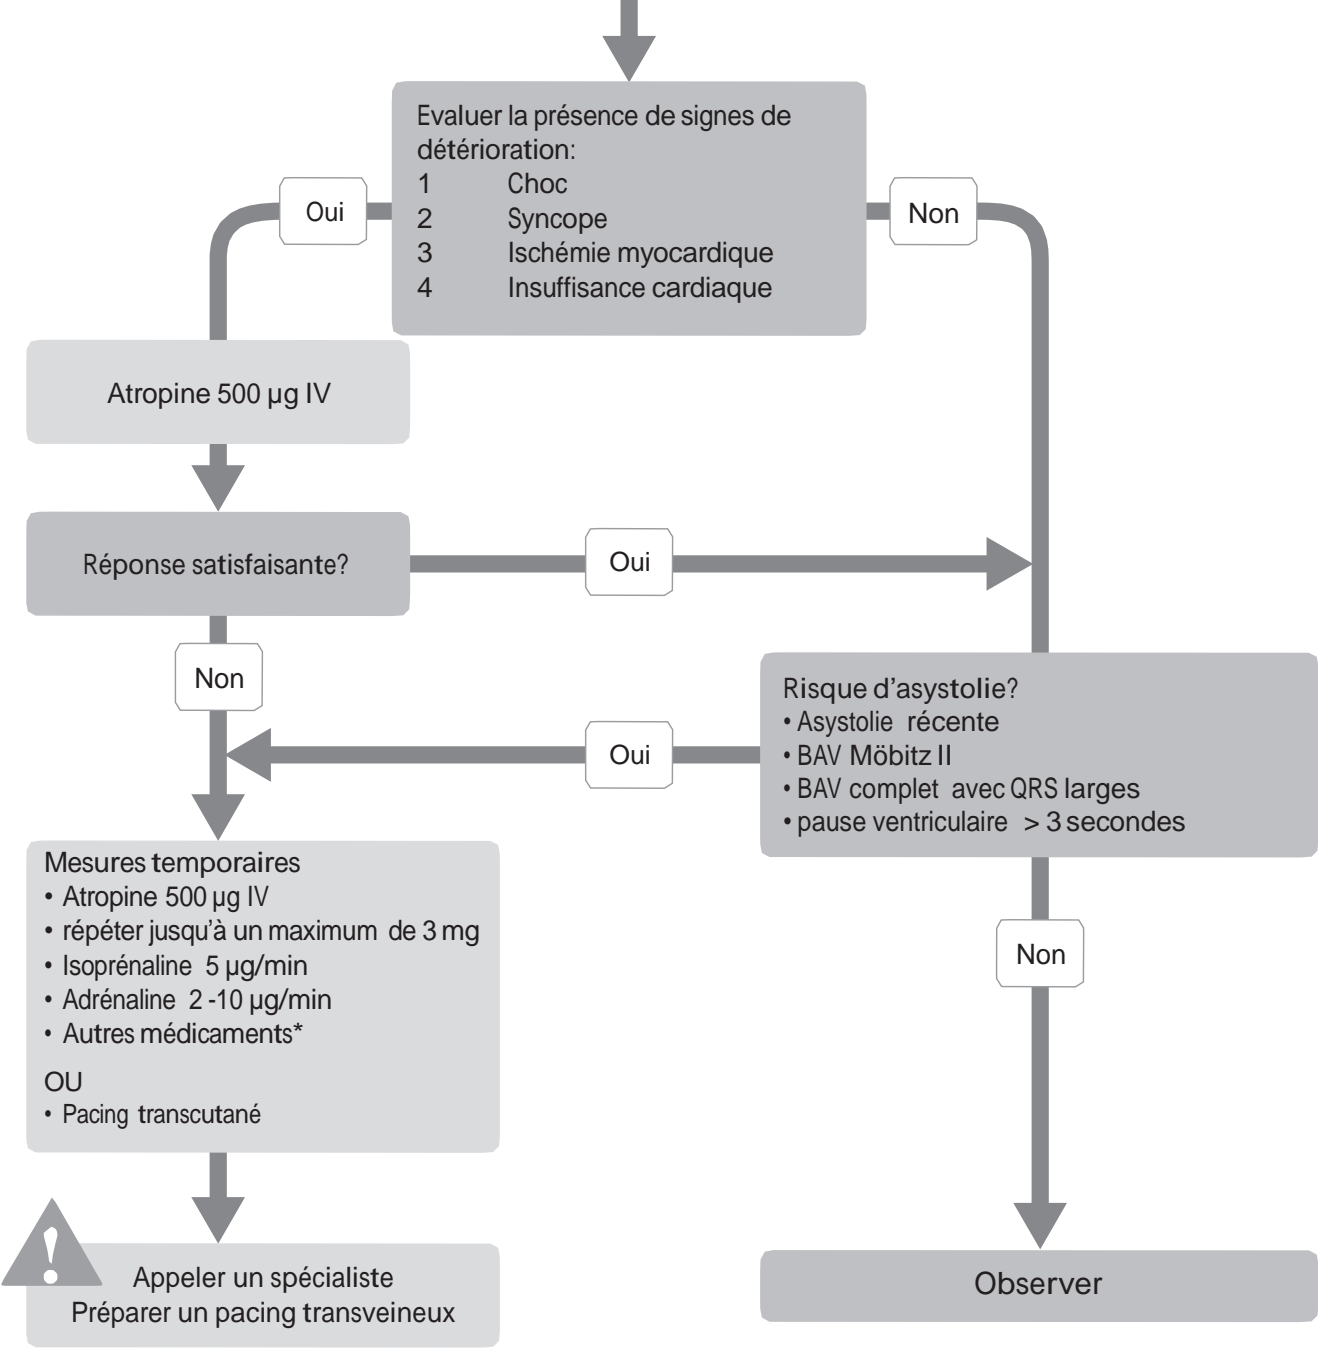 Evaluer la présence de signes de
détérioration:
1 Choc
2 Syncope
3 Ischémie myocardique
4 Insuffisance cardiaque
Oui
Non
Atropine 500 µg IV
Réponse satisfaisante?
Oui
Non
Risque d'asystolie?
• Asystolie récente
• BAV Möbitz II
• BAV complet avec QRS larges
• pause ventriculaire > 3 secondes
Oui
Non
Mesures temporaires
• Atropine 500 µg IV
• répéter jusqu'à un maximum de 3 mg
• Isoprénaline 5 µg/min
• Adrénaline 2 -10 µg/min
• Autres médicaments*
OU
• Pacing transcutané
!
Appeler un spécialiste
Préparer un pacing transveineux
Observer